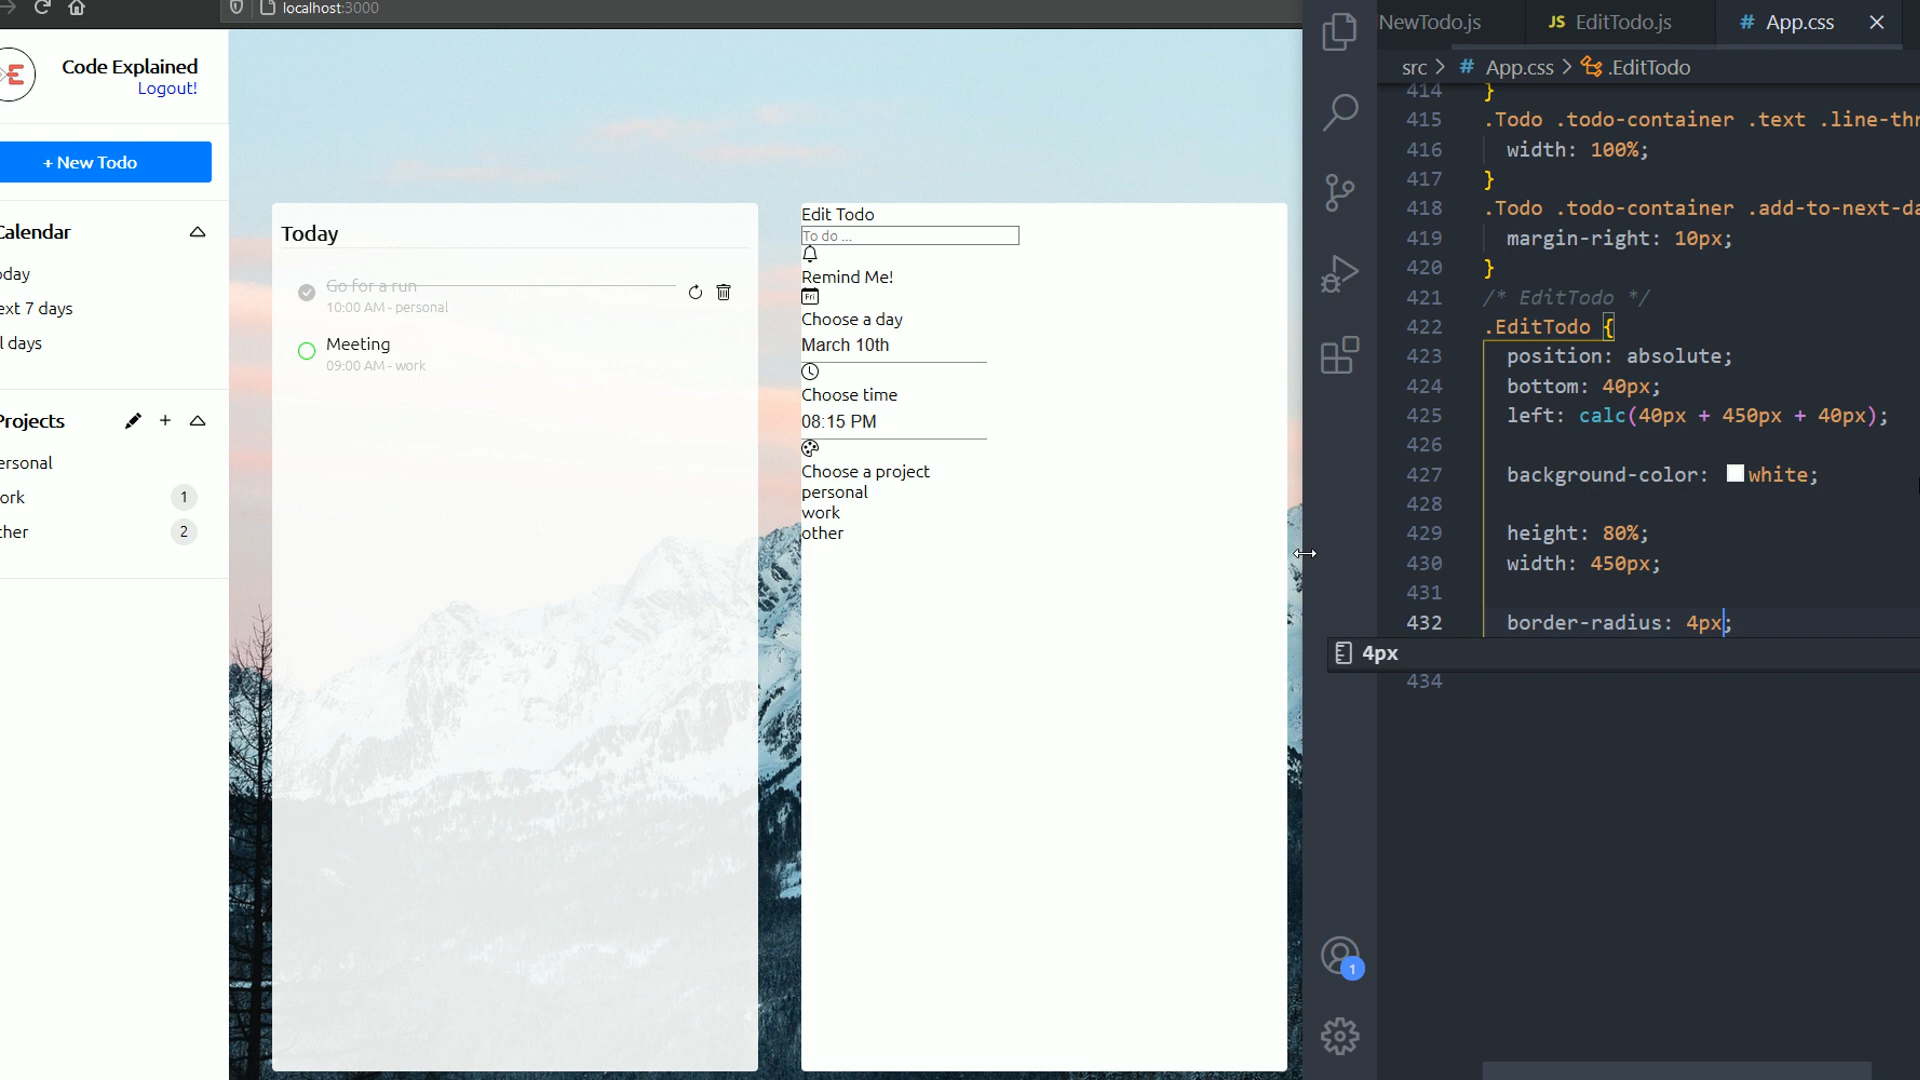 localhost:3000
Code Explained
Logout!
+ New Todo
Calendar
oday
ext 7 days
l days
Projects
ersonal
ork
1
ther
2
Today
Go for a run
10:00 AM - personal
Meeting
09:00 AM - work
Edit Todo
To do ...
Remind Me!
Fri
Choose a day
March 10th
Choose time
08:15 PM
Choose a project
personal
work
other
NewTodo.js
JS EditTodo.js
# App.css
src > # App.css > .EditTodo
414 }
415 .Todo .todo-container .text .line-thr
416 width: 100%;
417 }
418 .Todo .todo-container .add-to-next-da
419 margin-right: 10px;
420 }
421 /* EditTodo */
422 .EditTodo {
423 position: absolute;
424 bottom: 40px;
425 left: calc(40px + 450px + 40px);
426
427 background-color: white;
428
429 height: 80%;
430 width: 450px;
431
432 border-radius: 4px;
4px
434
1